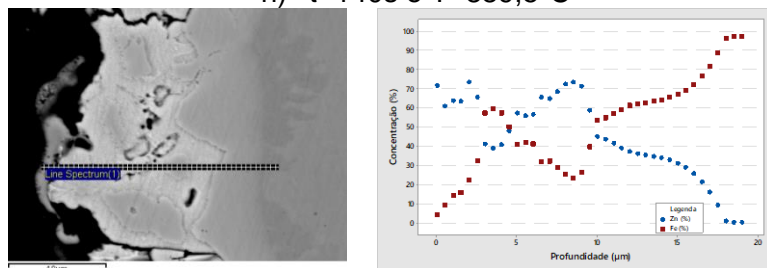 Line Spectrum(1)
100
90
80
70
60
50
40
30
20
10
0
Concentração (%)
0 5 10 15 20
Profundidade (µm)
Legenda
Zn (%)
Fe (%)